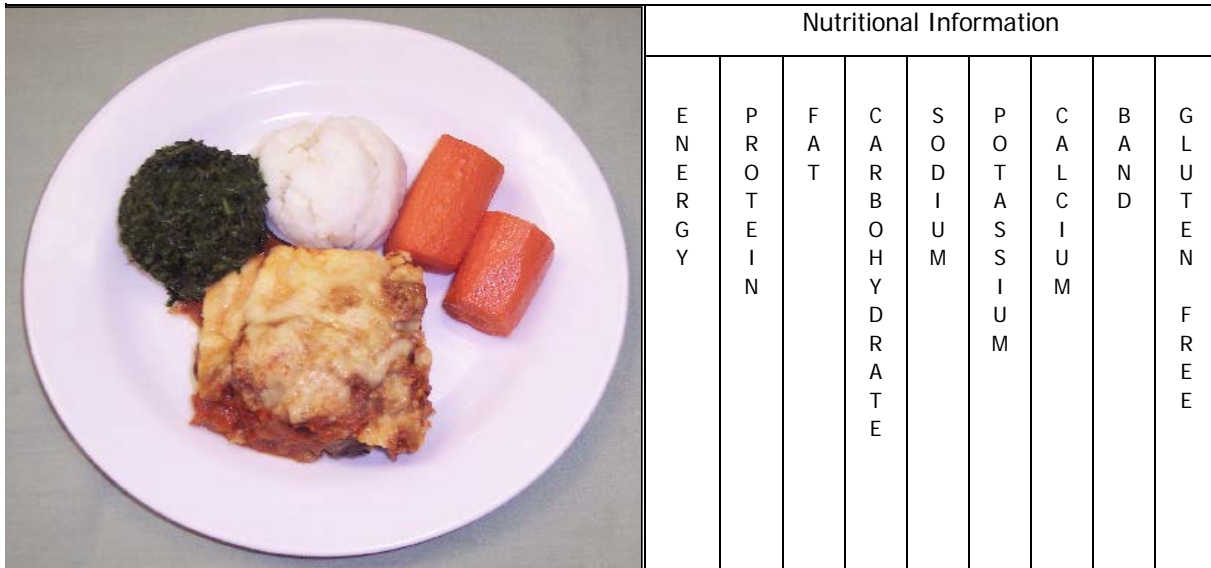 Nutritional Information
ENERGY
PROTEIN
FAT
CARBOHYDRATE
SODIUM
POTASSIUM
CALCIUM
BAND
GLUTEN FREE